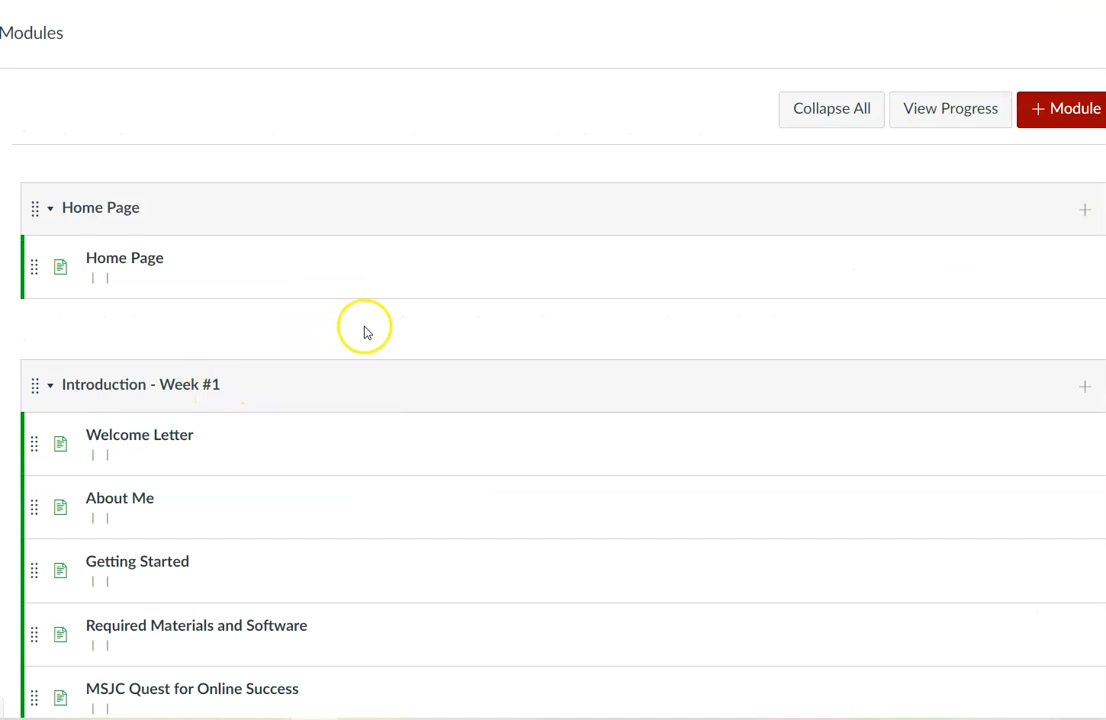 Modules
Collapse All
View Progress
+ Module
Home Page
Home Page
| |
Introduction - Week #1
Welcome Letter
| |
About Me
| |
Getting Started
| |
Required Materials and Software
| |
MSJC Quest for Online Success
| |